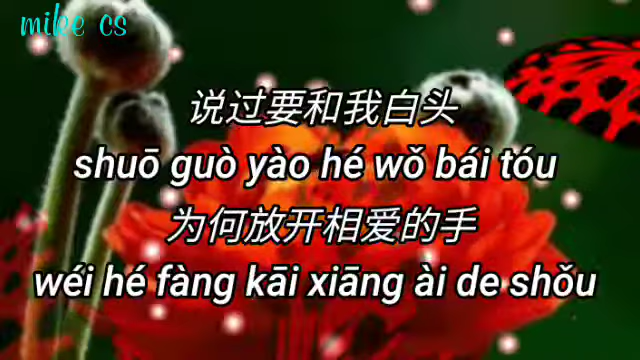 mike cs
说过要和我白头
shuō guò yào hé wǒ bái tóu
为何放开相爱的手
wéi hé fàng kāi xiāng ài de shǒu